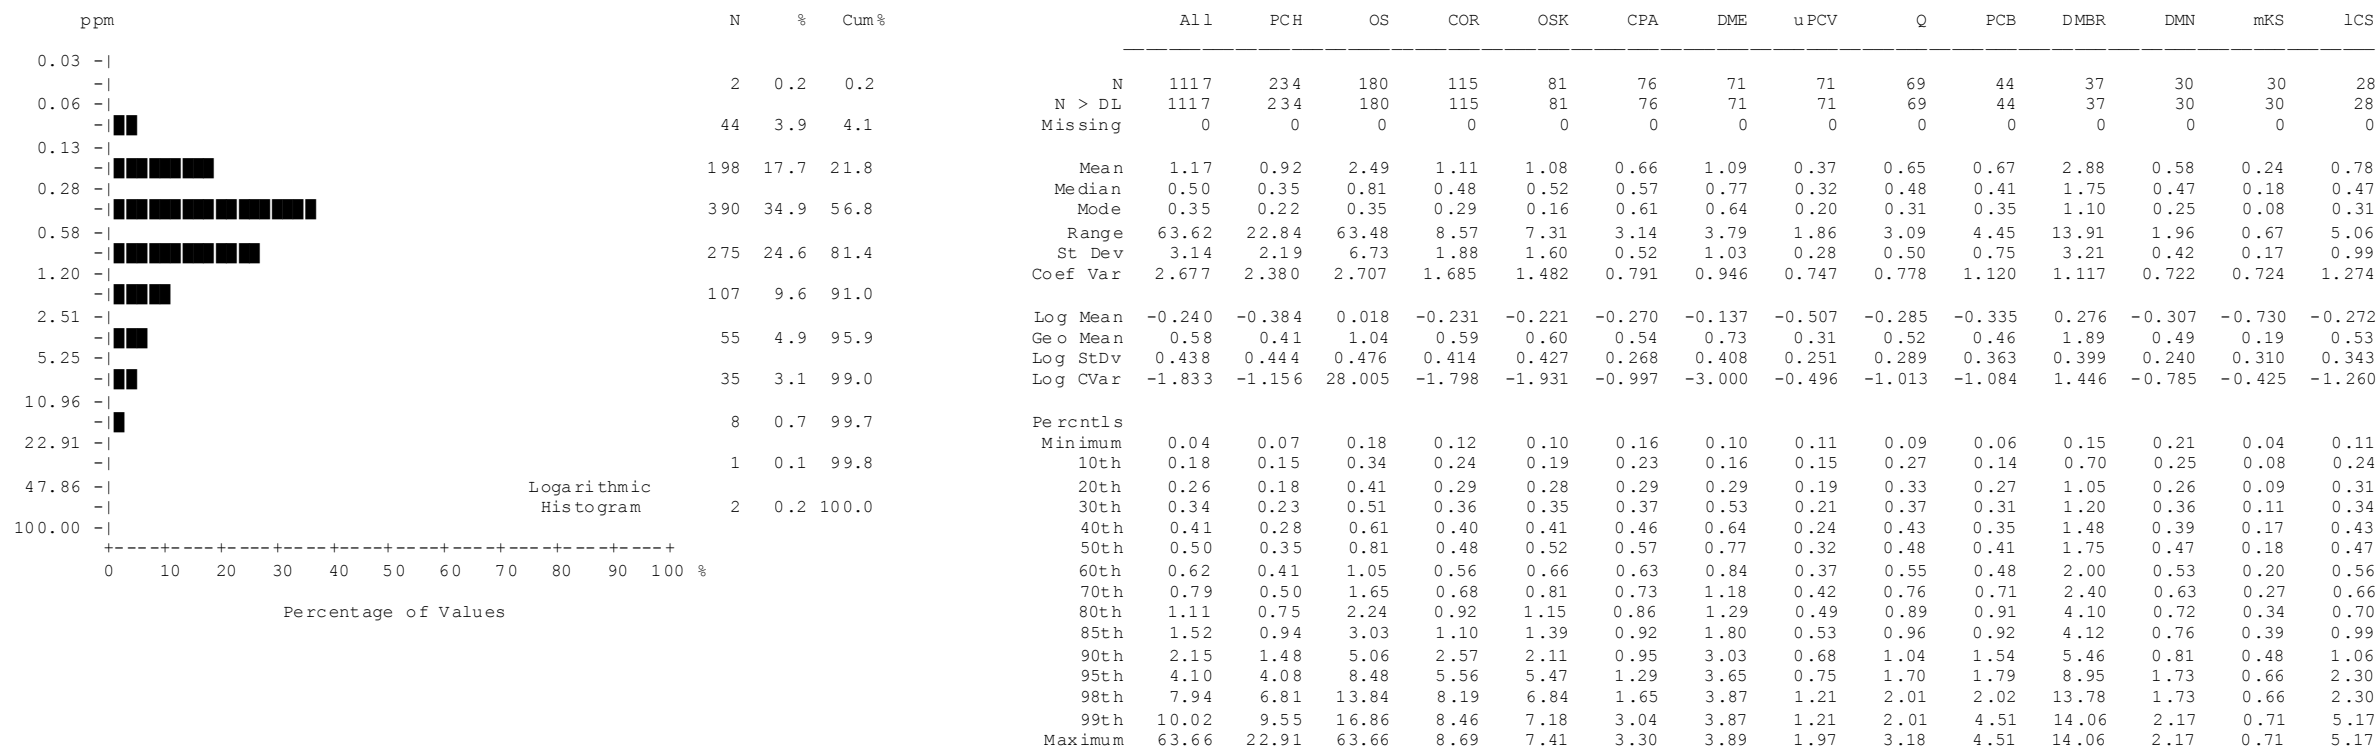 ppm N % Cum% All PCH OS COR OSK CPA DME uPCV Q PCB DMBR DMN mKS lCS
0.03
2 0.2 0.2 N 1117 234 180 115 81 76 71 71 69 44 37 30 30 28
0.06 N > DL 1117 234 180 115 81 76 71 71 69 44 37 30 30 28
44 3.9 4.1 Missing 0 0 0 0 0 0 0 0 0 0 0 0 0 0
0.13
198 17.7 21.8 Mean 1.17 0.92 2.49 1.11 1.08 0.66 1.09 0.37 0.65 0.67 2.88 0.58 0.24 0.78
0.28 Median 0.50 0.35 0.81 0.48 0.52 0.57 0.77 0.32 0.48 0.41 1.75 0.47 0.18 0.47
390 34.9 56.8 Mode 0.35 0.22 0.35 0.29 0.16 0.61 0.64 0.20 0.31 0.35 1.10 0.25 0.08 0.31
0.58 Range 63.62 22.84 63.48 8.57 7.31 3.14 3.79 1.86 3.09 4.45 13.91 1.96 0.67 5.06
275 24.6 81.4 St Dev 3.14 2.19 6.73 1.88 1.60 0.52 1.03 0.28 0.50 0.75 3.21 0.42 0.17 0.99
1.20 Coef Var 2.677 2.380 2.707 1.685 1.482 0.791 0.946 0.747 0.778 1.120 1.117 0.722 0.724 1.274
107 9.6 91.0
2.51 Log Mean -0.240 -0.384 0.018 -0.231 -0.221 -0.270 -0.137 -0.507 -0.285 -0.335 0.276 -0.307 -0.730 -0.272
55 4.9 95.9 Geo Mean 0.58 0.41 1.04 0.59 0.60 0.54 0.73 0.31 0.52 0.46 1.89 0.49 0.19 0.53
5.25 Log StDv 0.438 0.444 0.476 0.414 0.427 0.268 0.408 0.251 0.289 0.363 0.399 0.240 0.310 0.343
35 3.1 99.0 Log CVar -1.833 -1.156 28.005 -1.798 -1.931 -0.997 -3.000 -0.496 -1.013 -1.084 1.446 -0.785 -0.425 -1.260
10.96
8 0.7 99.7 Percntls
22.91 Minimum 0.04 0.07 0.18 0.12 0.10 0.16 0.10 0.11 0.09 0.06 0.15 0.21 0.04 0.11
1 0.1 99.8 10th 0.18 0.15 0.34 0.24 0.19 0.23 0.16 0.15 0.27 0.14 0.70 0.25 0.08 0.24
47.86 Logarithmic 20th 0.26 0.18 0.41 0.29 0.28 0.29 0.29 0.19 0.33 0.27 1.05 0.26 0.09 0.31
Histogram 2 0.2 100.0 30th 0.34 0.23 0.51 0.36 0.35 0.37 0.53 0.21 0.37 0.31 1.20 0.36 0.11 0.34
100.00 40th 0.41 0.28 0.61 0.40 0.41 0.46 0.64 0.24 0.43 0.35 1.48 0.39 0.17 0.43
50th 0.50 0.35 0.81 0.48 0.52 0.57 0.77 0.32 0.48 0.41 1.75 0.47 0.18 0.47
0 10 20 30 40 50 60 70 80 90 100 % 60th 0.62 0.41 1.05 0.56 0.66 0.63 0.84 0.37 0.55 0.48 2.00 0.53 0.20 0.56
70th 0.79 0.50 1.65 0.68 0.81 0.73 1.18 0.42 0.76 0.71 2.40 0.63 0.27 0.66
Percentage of Values 80th 1.11 0.75 2.24 0.92 1.15 0.86 1.29 0.49 0.89 0.91 4.10 0.72 0.34 0.70
85th 1.52 0.94 3.03 1.10 1.39 0.92 1.80 0.53 0.96 0.92 4.12 0.76 0.39 0.99
90th 2.15 1.48 5.06 2.57 2.11 0.95 3.03 0.68 1.04 1.54 5.46 0.81 0.48 1.06
95th 4.10 4.08 8.48 5.56 5.47 1.29 3.65 0.75 1.70 1.79 8.95 1.73 0.66 2.30
98th 7.94 6.81 13.84 8.19 6.84 1.65 3.87 1.21 2.01 2.02 13.78 1.73 0.66 2.30
99th 10.02 9.55 16.86 8.46 7.18 3.04 3.87 1.21 2.01 4.51 14.06 2.17 0.71 5.17
Maximum 63.66 22.91 63.66 8.69 7.41 3.30 3.89 1.97 3.18 4.51 14.06 2.17 0.71 5.17